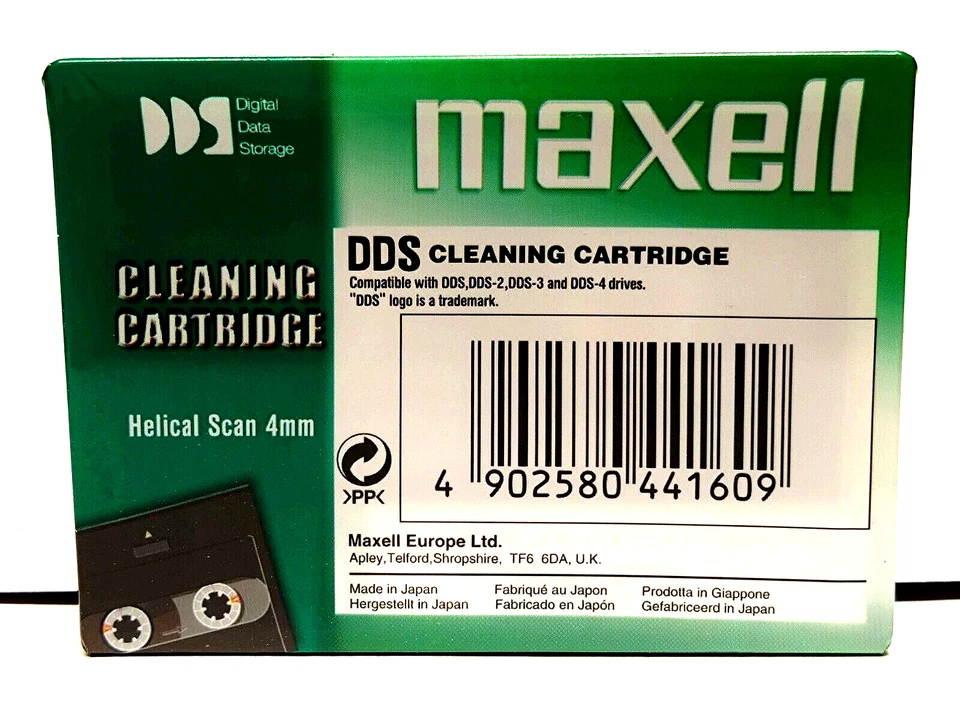 DDS Digital
Data
Storage
maxell
CLEANING
CARTRIDGE
Helical Scan 4mm
DDS CLEANING CARTRIDGE
Compatible with DDS,DDS-2,DDS-3 and DDS-4 drives.
"DDS" logo is a trademark.
4 902580 441609
>PP<
Maxell Europe Ltd.
Apley,Telford,Shropshire, TF6 6DA, U.K.
Made in Japan Fabriqué au Japon Prodotta in Giappone
Hergestellt in Japan Fabricado en Japón Gefabriceerd in Japan